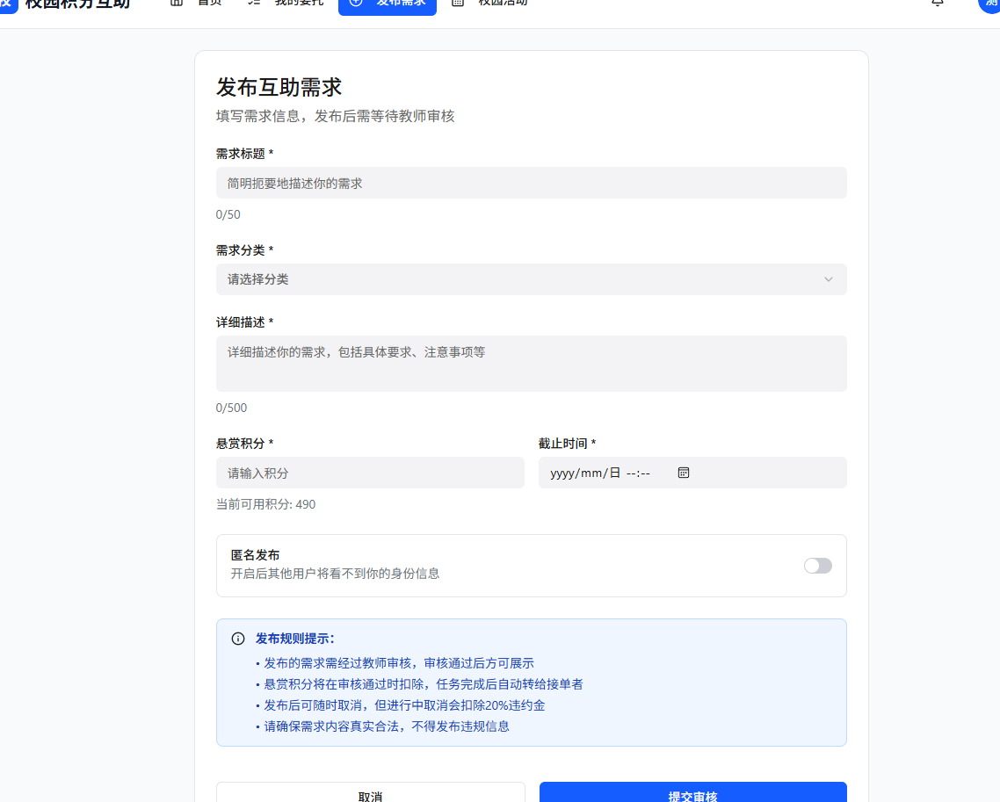 校园积分互助
首页
我的委托
发布需求
校园活动
测
发布互助需求
填写需求信息，发布后需等待教师审核
需求标题 *
简明扼要地描述你的需求
0/50
需求分类 *
请选择分类
详细描述 *
详细描述你的需求，包括具体要求、注意事项等
0/500
悬赏积分 *
截止时间 *
请输入积分
yyyy/mm/日 --:--
当前可用积分: 490
匿名发布
开启后其他用户将看不到你的身份信息
发布规则提示：
• 发布的需求需经过教师审核，审核通过后方可展示
• 悬赏积分将在审核通过时扣除，任务完成后自动转给接单者
• 发布后可随时取消，但进行中取消会扣除20%违约金
• 请确保需求内容真实合法，不得发布违规信息
取消
提交审核